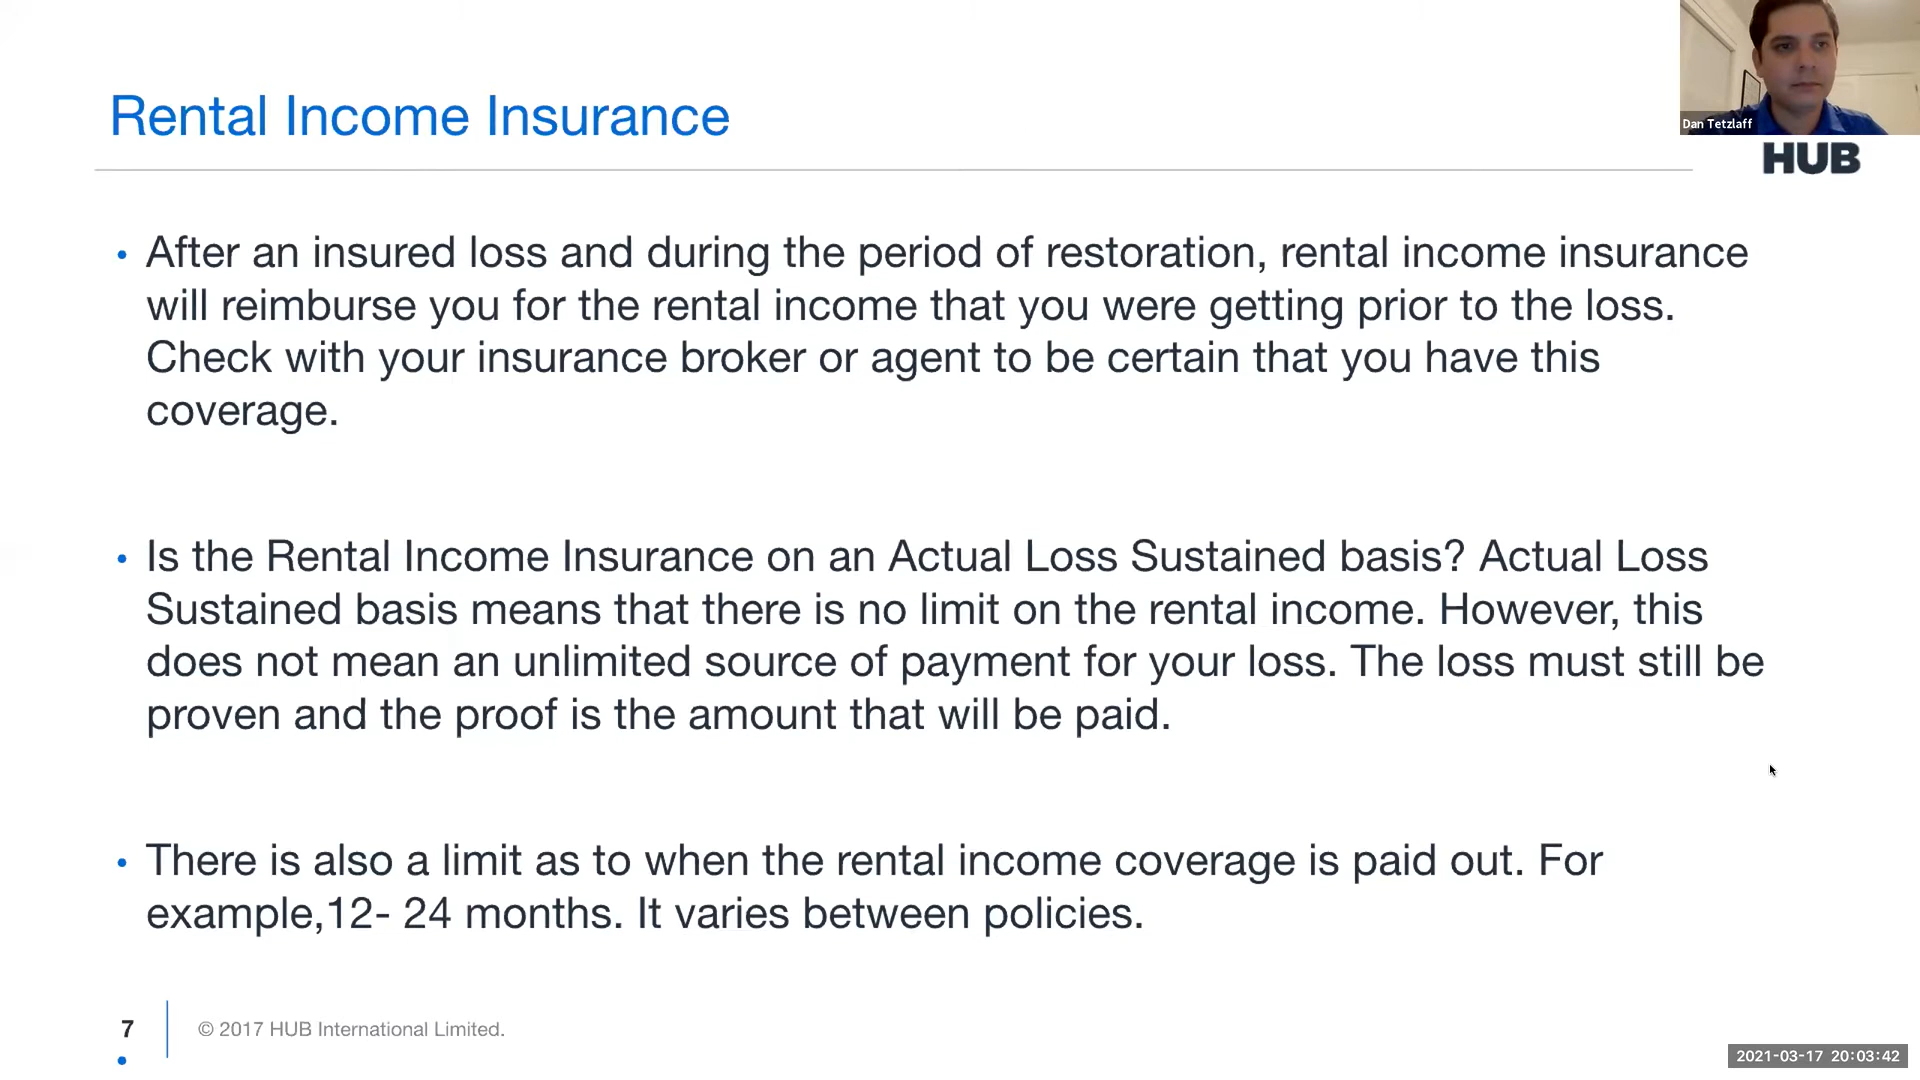 Rental Income Insurance
Dan Tetzlaff
HUB
• After an insured loss and during the period of restoration, rental income insurance
will reimburse you for the rental income that you were getting prior to the loss.
Check with your insurance broker or agent to be certain that you have this
coverage.
• Is the Rental Income Insurance on an Actual Loss Sustained basis? Actual Loss
Sustained basis means that there is no limit on the rental income. However, this
does not mean an unlimited source of payment for your loss. The loss must still be
proven and the proof is the amount that will be paid.
• There is also a limit as to when the rental income coverage is paid out. For
example,12- 24 months. It varies between policies.
7
© 2017 HUB International Limited.
2021-03-17 20:03:42